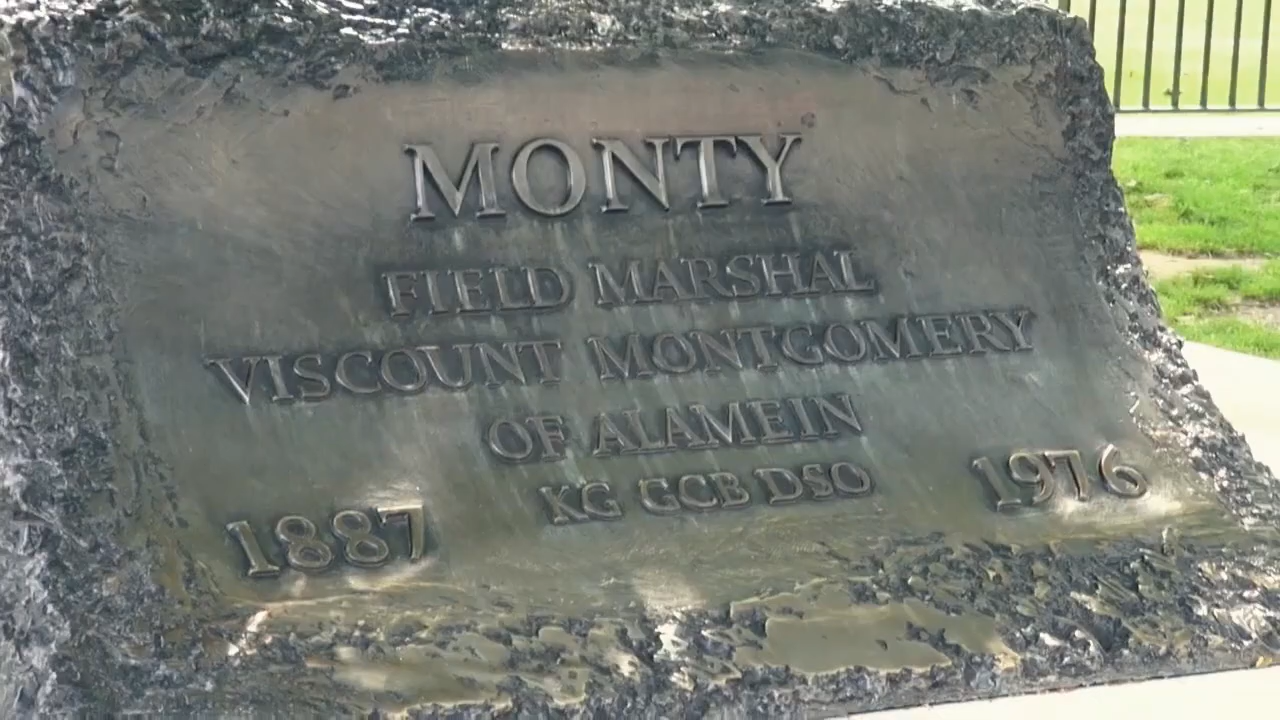 MONTY
FIELD MARSHAL
VISCOUNT MONTGOMERY
OF ALAMEIN
KG GCB DSO
1887 1976